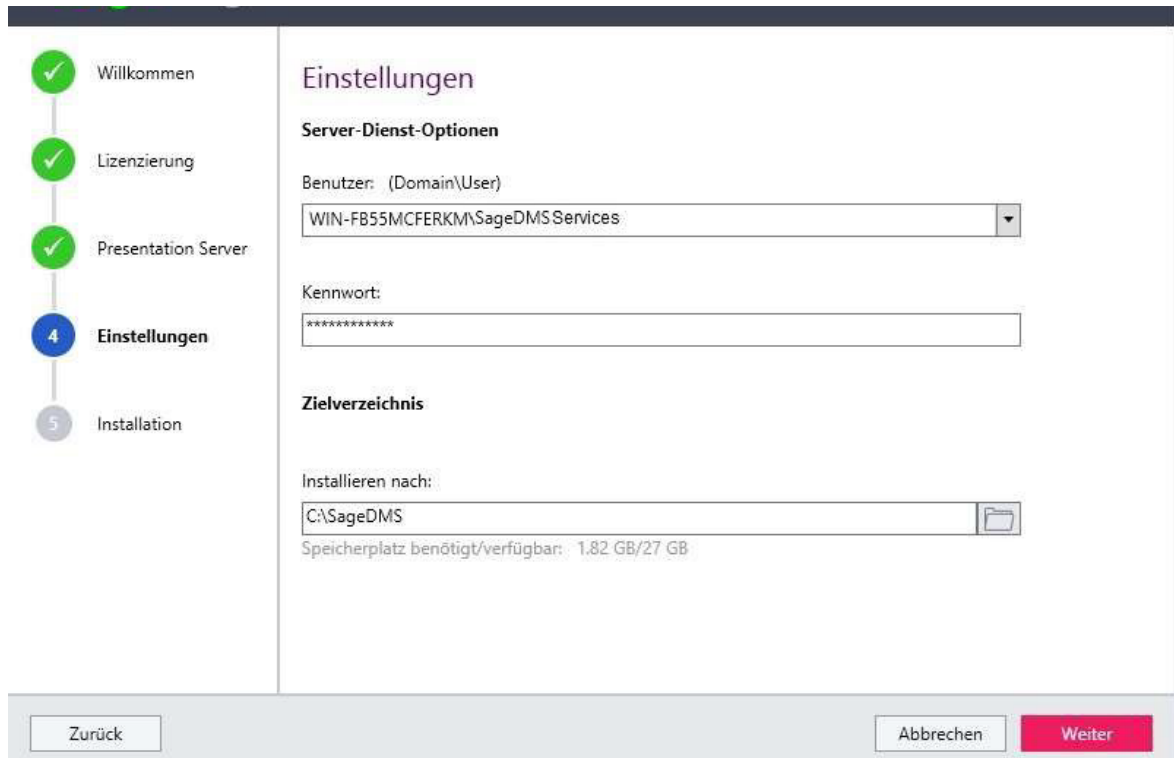 Willkommen
Lizenzierung
Presentation Server
4
Einstellungen
5
Installation
Einstellungen
Server-Dienst-Optionen
Benutzer: (Domain\User)
WIN-FB55MCFERKM\SageDMSServices
Kennwort:
************
Zielverzeichnis
Installieren nach:
C:\SageDMS
Speicherplatz benötigt/verfügbar: 1.82 GB/27 GB
Zurück
Abbrechen
Weiter